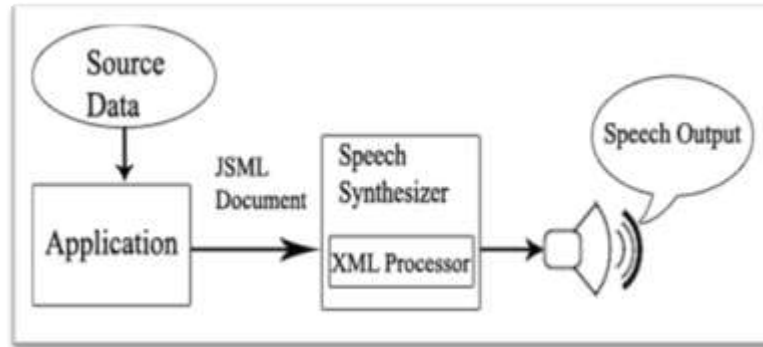 Source
Data
Application
JSML
Document
Speech
Synthesizer
XML Processor
Speech Output